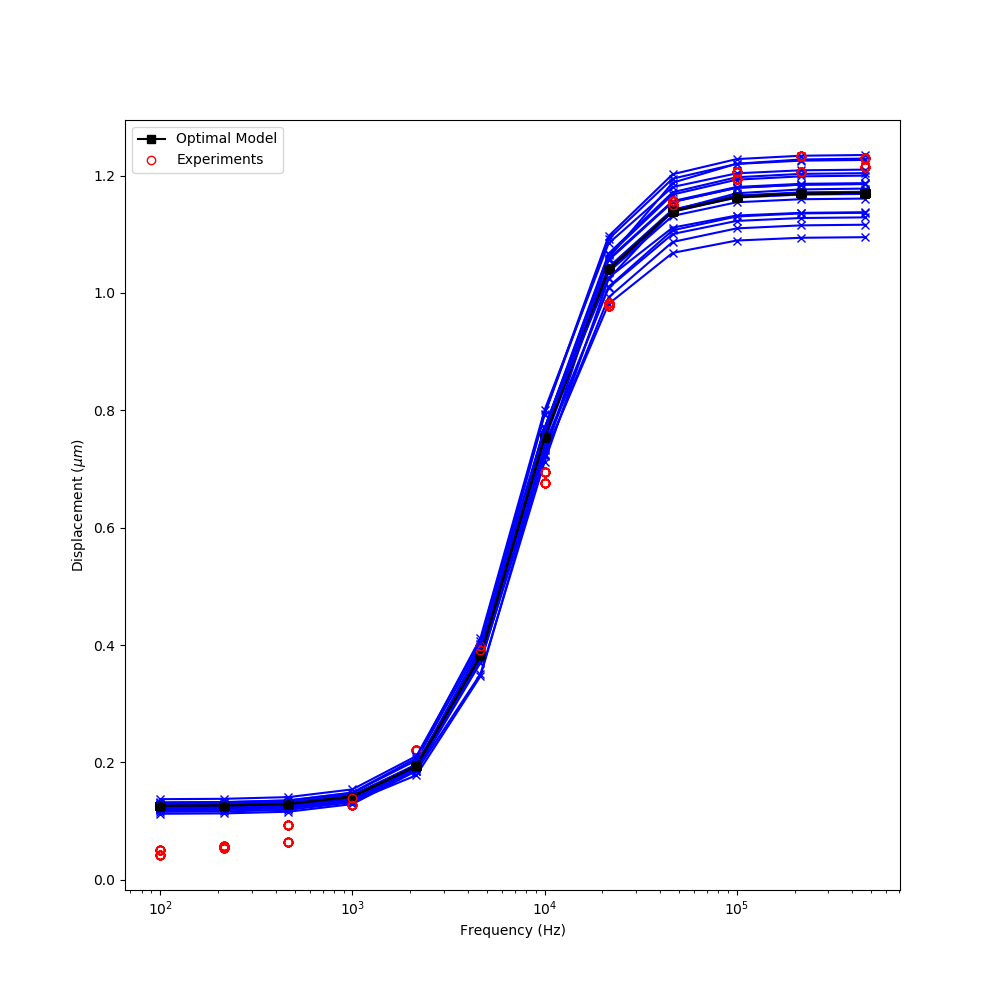 Optimal Model
Experiments
1.2
1.0
0.8
0.6
0.4
0.2
0.0
Displacement (μm)
10²
10³
10⁴
10⁵
Frequency (Hz)